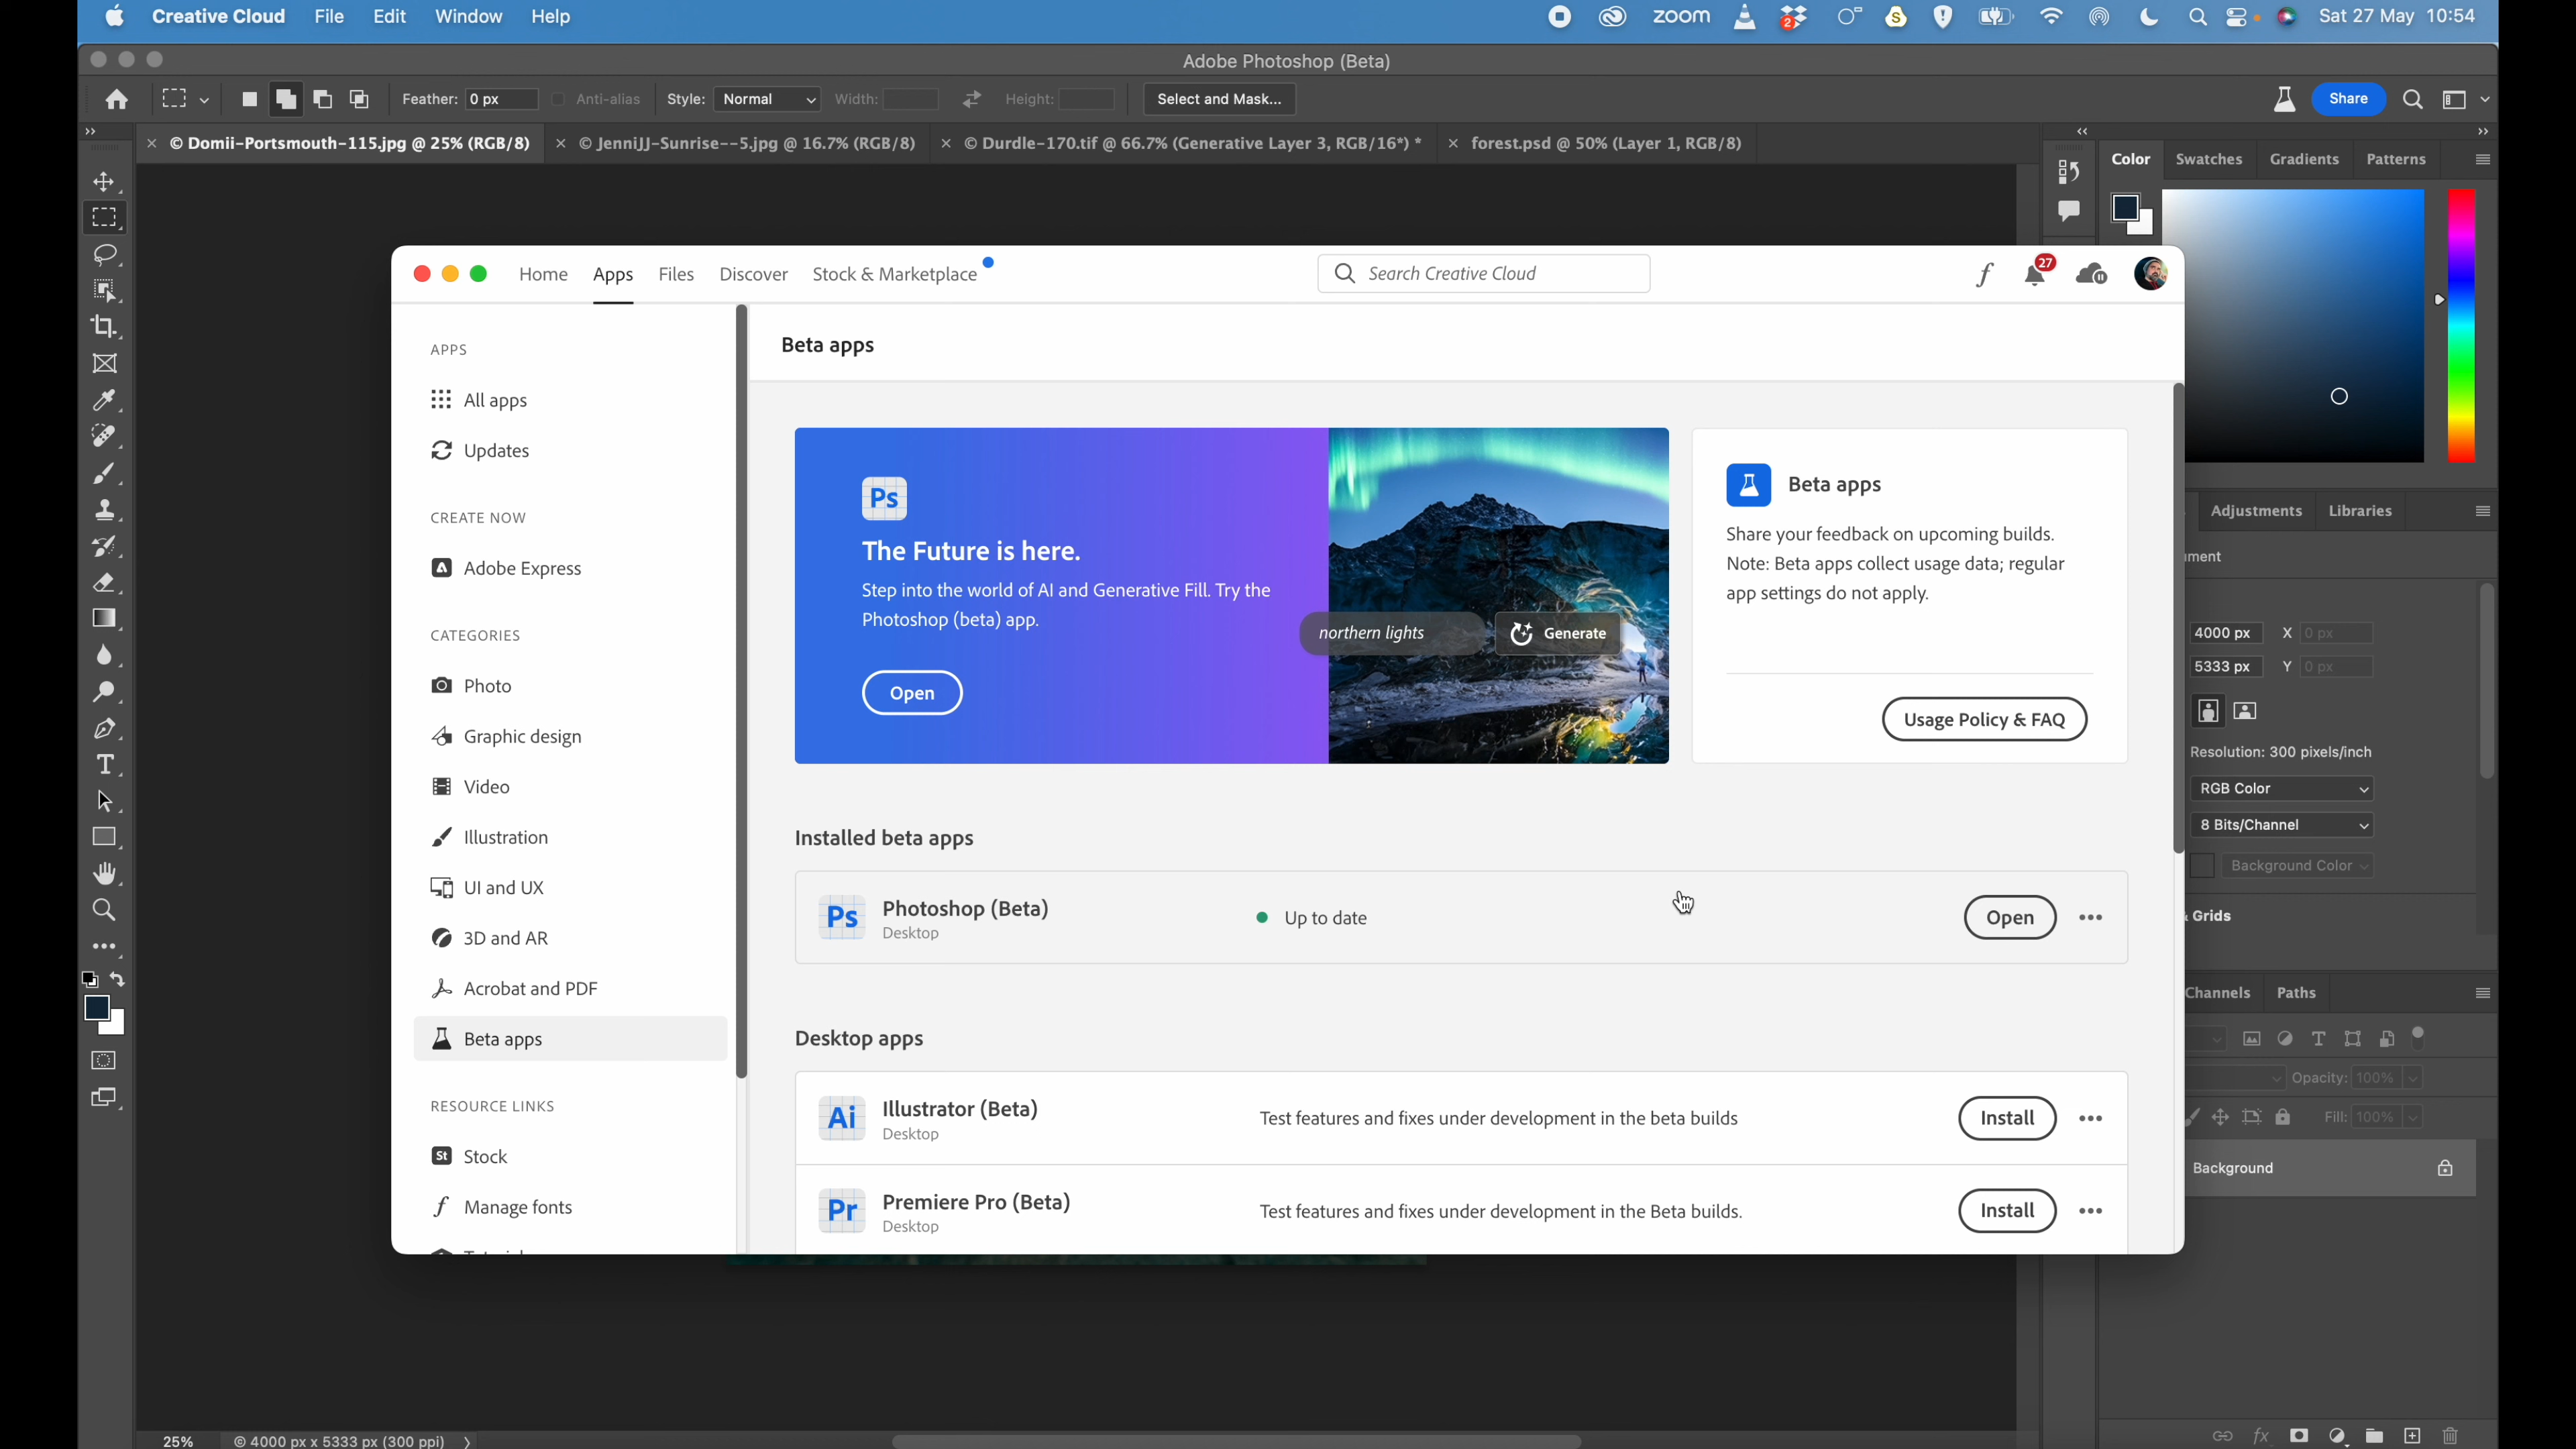 Creative Cloud File Edit Window Help
zoom 2 S Sat 27 May 10:54
Adobe Photoshop (Beta)
Feather: 0 px Anti-alias Style: Normal Width: Height: Select and Mask... Share
© Domii-Portsmouth-115.jpg @ 25% (RGB/8) © JenniJJ-Sunrise--5.jpg @ 16.7% (RGB/8) © Durdle-170.tif @ 66.7% (Generative Layer 3, RGB/16*) * forest.psd @ 50% (Layer 1, RGB/8)
Color Swatches Gradients Patterns
Home Apps Files Discover Stock & Marketplace Search Creative Cloud 27
APPS
All apps
Updates
CREATE NOW
Adobe Express
CATEGORIES
Photo
Graphic design
Video
Illustration
UI and UX
3D and AR
Acrobat and PDF
Beta apps
RESOURCE LINKS
St Stock
Manage fonts
Beta apps
Ps
The Future is here.
Step into the world of AI and Generative Fill. Try the
Photoshop (beta) app.
Open
northern lights Generate
Beta apps
Share your feedback on upcoming builds.
Note: Beta apps collect usage data; regular
app settings do not apply.
Usage Policy & FAQ
Installed beta apps
Ps Photoshop (Beta)
Desktop
Up to date
Open
Desktop apps
Ai Illustrator (Beta)
Desktop
Test features and fixes under development in the beta builds
Install
Pr Premiere Pro (Beta)
Desktop
Test features and fixes under development in the Beta builds.
Install
Adjustments Libraries
4000 px X 0 px
5333 px Y 0 px
Resolution: 300 pixels/inch
RGB Color
8 Bits/Channel
Background Color
& Grids
Channels Paths
Opacity: 100%
Fill: 100%
Background
25% © 4000 px x 5333 px (300 ppi)
fx